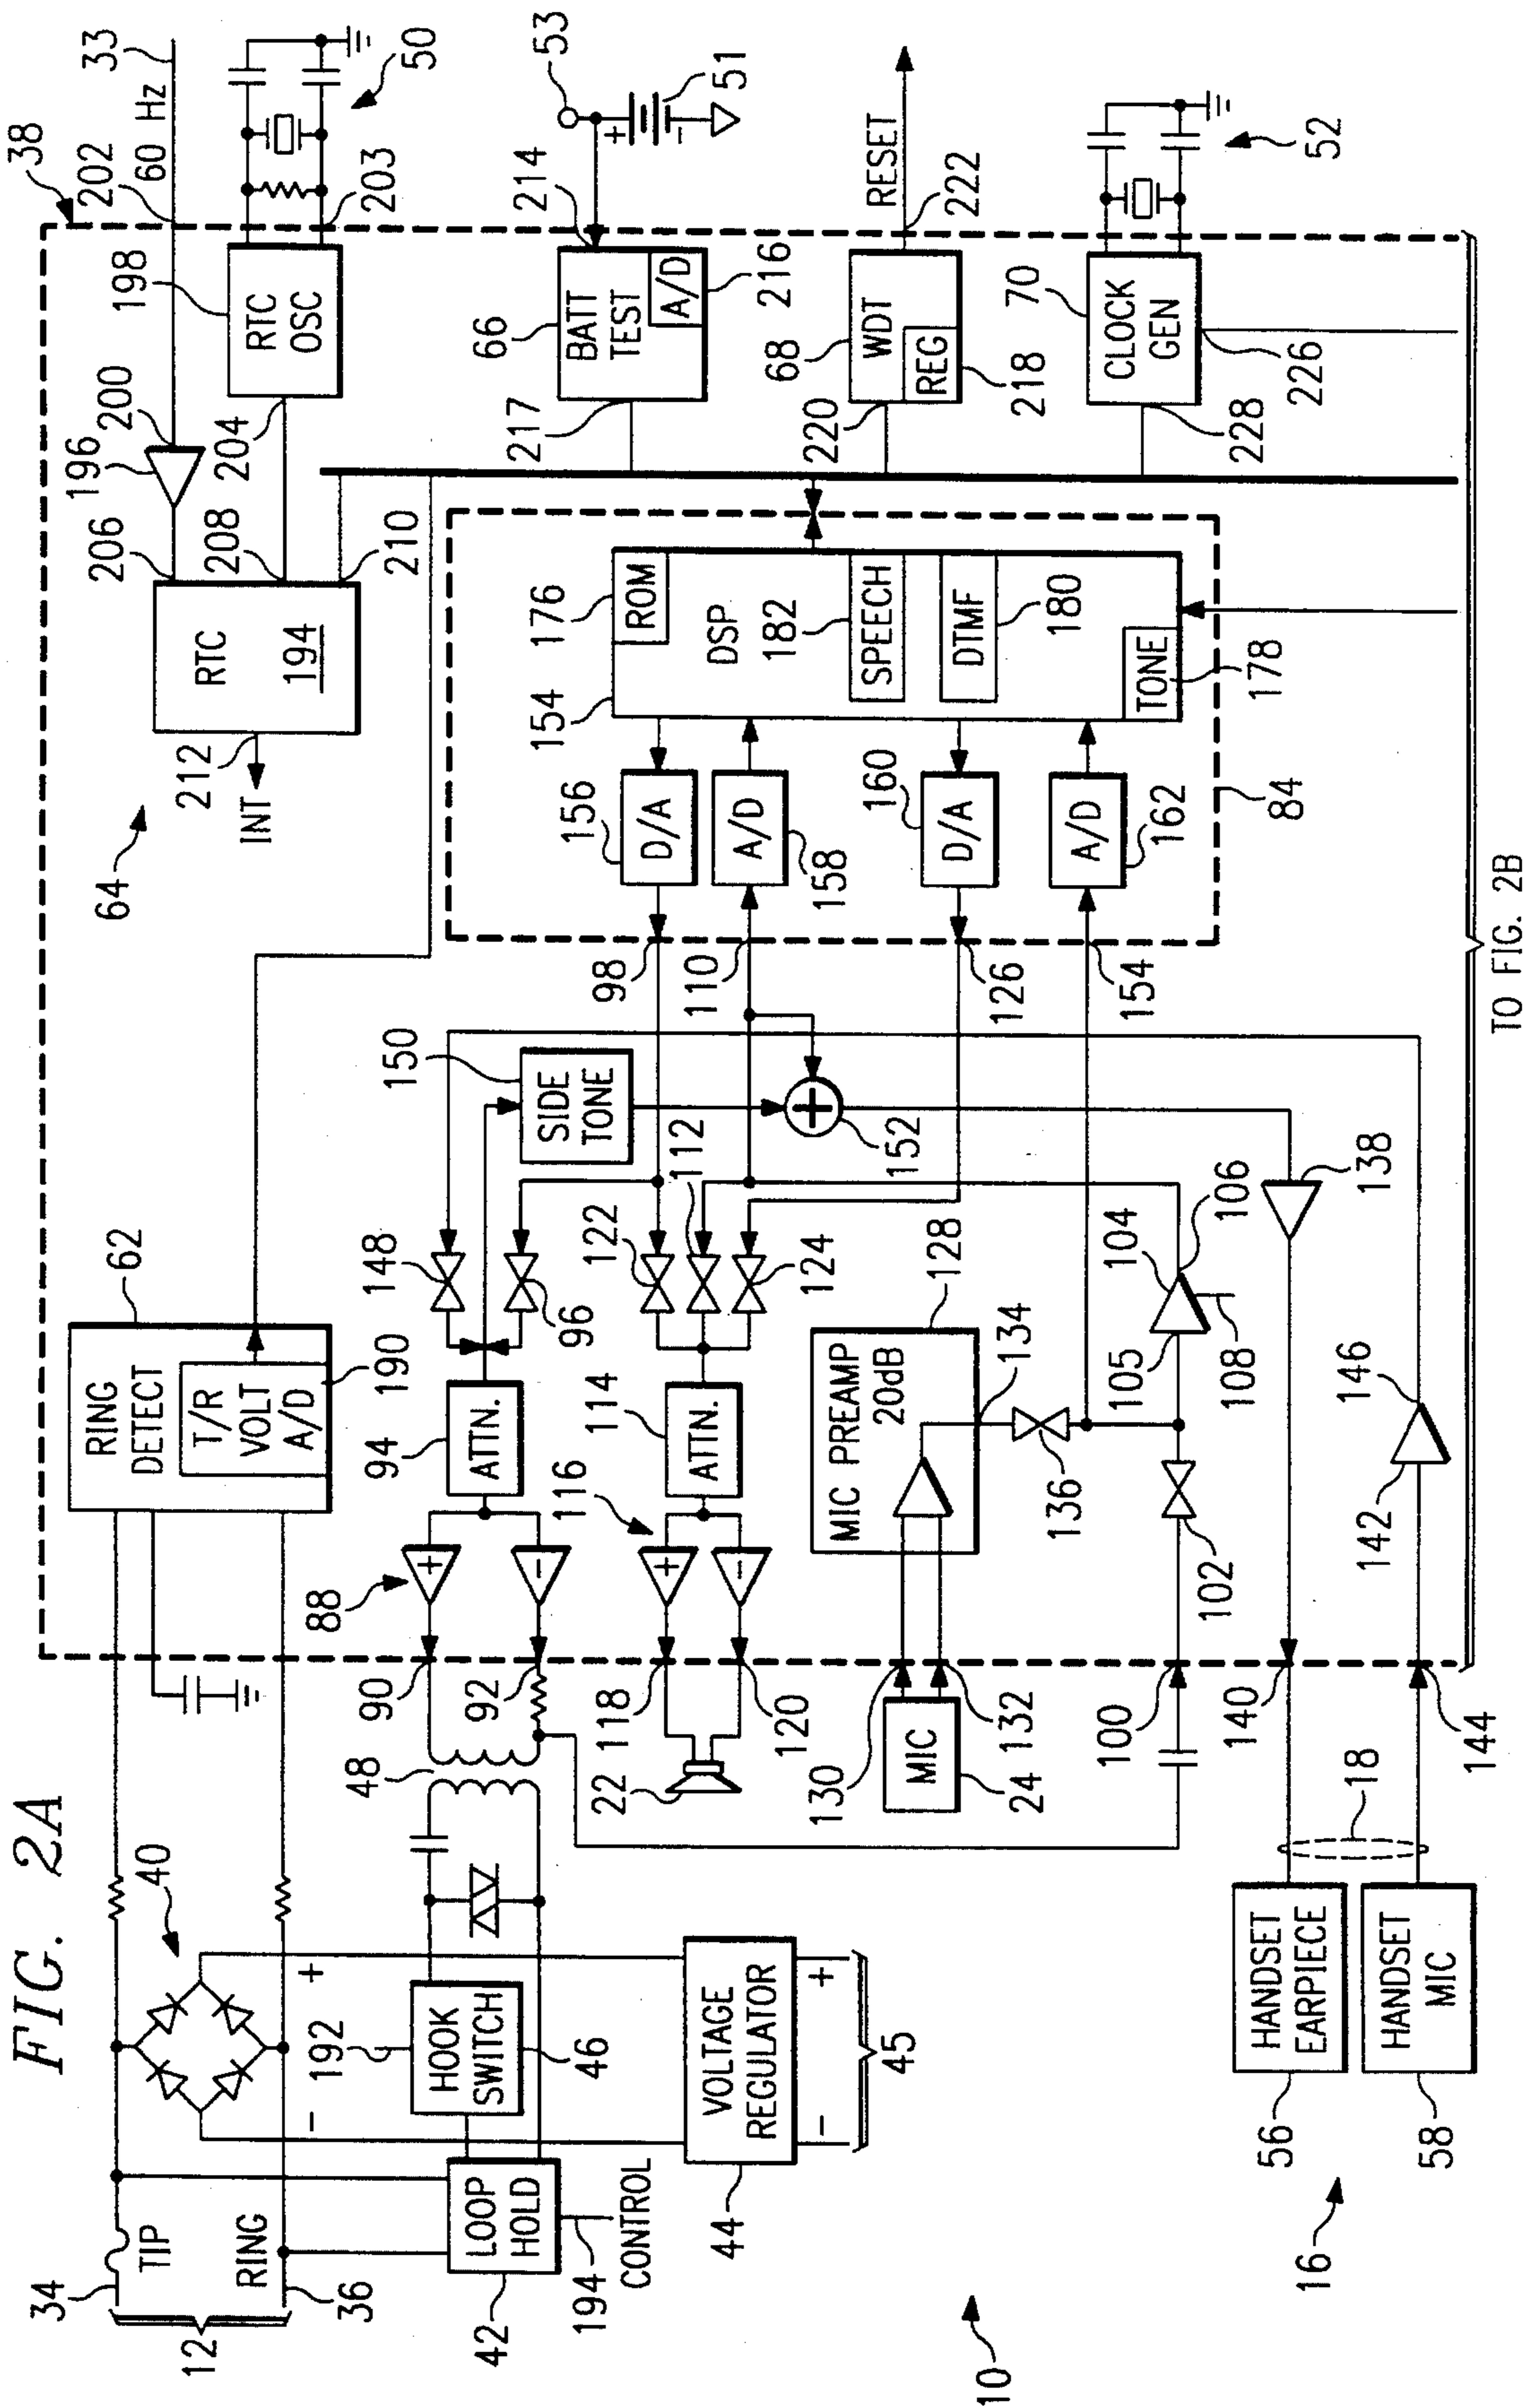 FIG. 2A
12
34
TIP
RING
36
40
+
-
42
LOOP
HOLD
194
CONTROL
192
HOOK
SWITCH
46
44
VOLTAGE
REGULATOR
+
-
45
48
10
16
56
HANDSET
EARPIECE
58
HANDSET
MIC
18
22
MIC
24
90
92
118
120
130
132
100
140
144
38
62
RING
DETECT
T/R
VOLT
A/D
190
88
+
-
94
ATTN.
148
96
116
+
-
114
ATTN.
122
112
124
150
SIDE
TONE
152
128
MIC PREAMP
20dB
134
136
102
104
105
106
108
138
142
146
98
110
126
154
84
156
D/A
A/D
158
160
D/A
A/D
162
154
176
ROM
DSP
182
SPEECH
DTMF
180
TONE
178
64
INT
212
RTC
194
206
208
210
196
200
204
198
RTC
OSC
202
60 Hz
33
203
50
66
BATT
TEST
A/D
216
217
214
53
+
-
51
68
WDT
REG
218
220
222
RESET
70
CLOCK
GEN
226
228
52
TO FIG. 2B